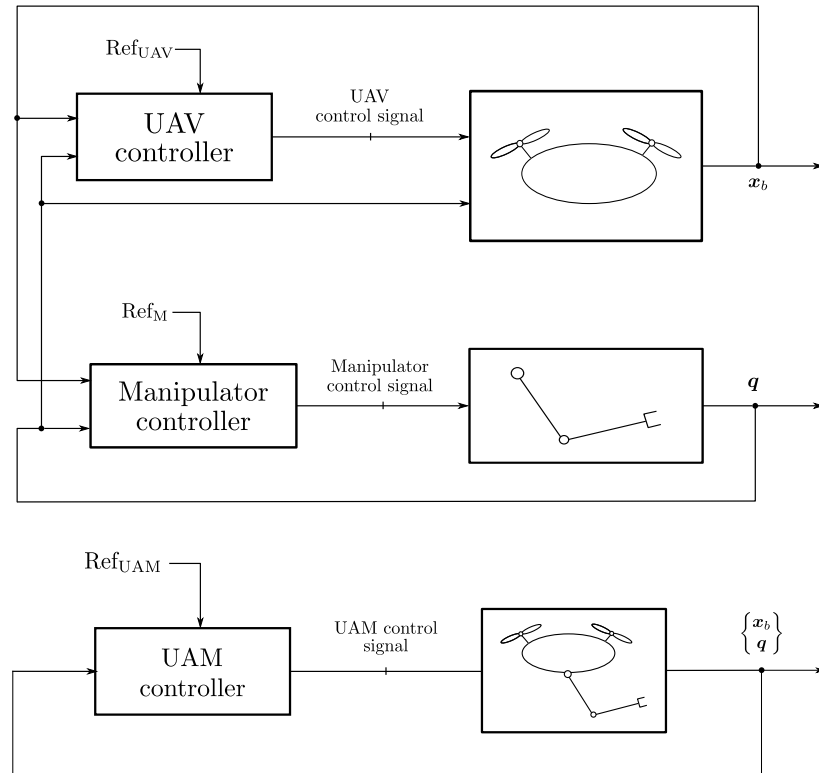 Ref_UAV
UAV
controller
UAV
control signal
x_b
Ref_M
Manipulator
controller
Manipulator
control signal
q
Ref_UAM
UAM
controller
UAM control
signal
x_b
q